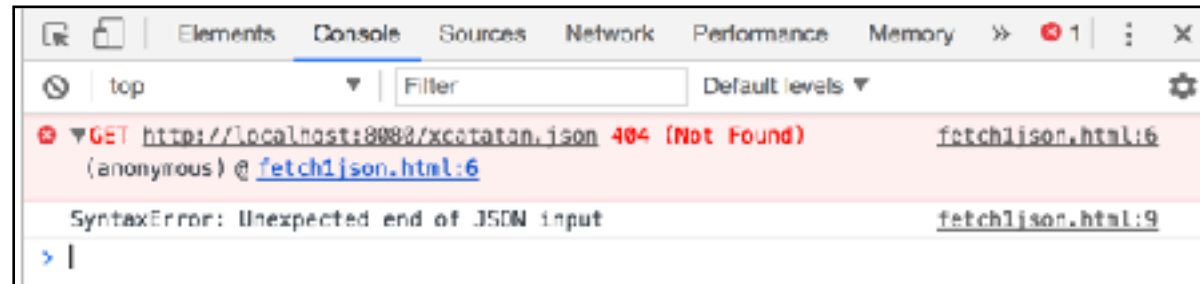 Elements Console Sources Network Performance Memory » 1
top Filter Default levels
GET http://localhost:8080/xcatatan.json 404 (Not Found) fetch1json.html:6
(anonymous) @ fetch1json.html:6
SyntaxError: Unexpected end of JSON input fetch1json.html:9
>